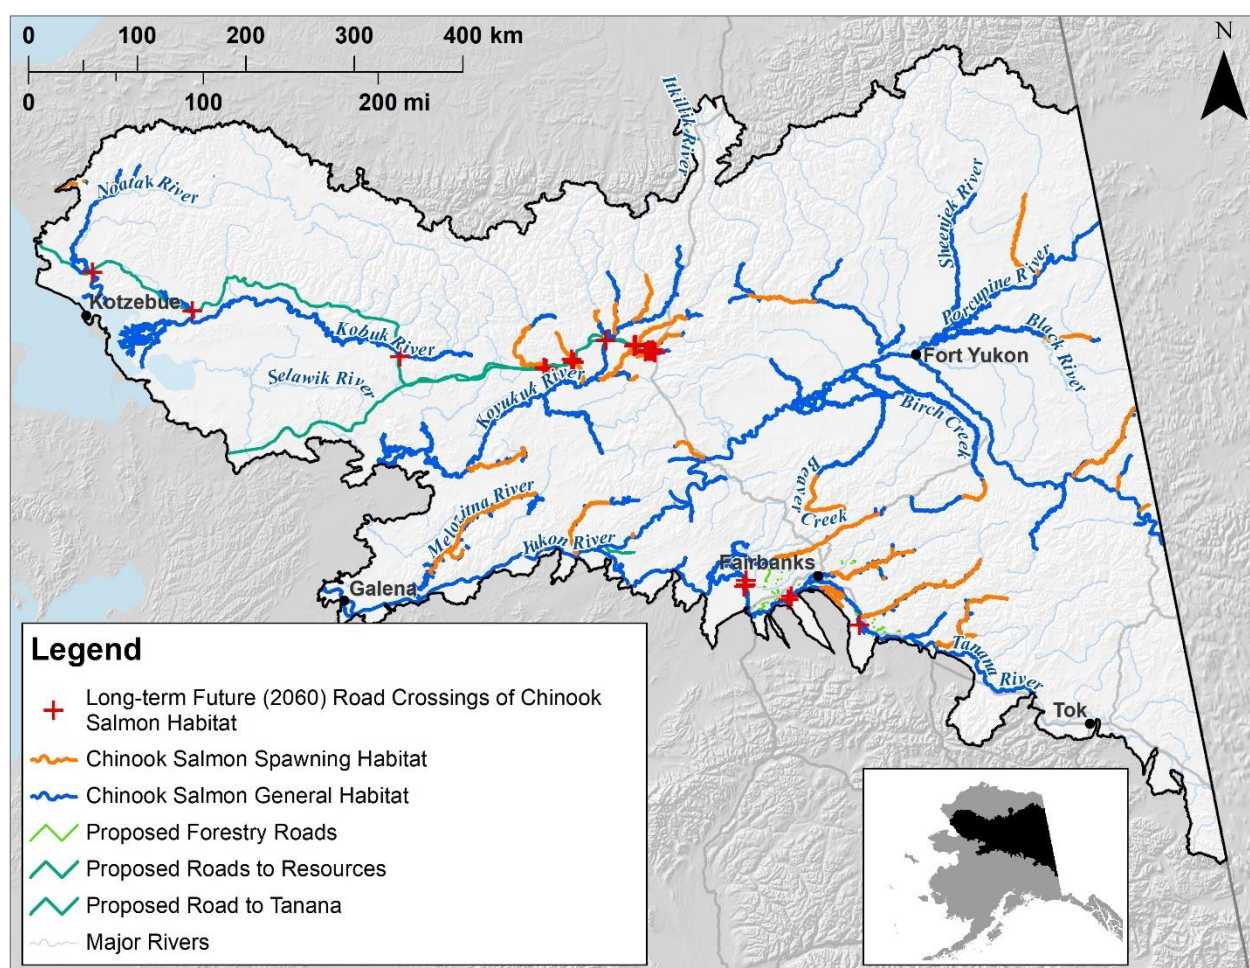 0 100 200 300 400 km
0 100 200 mi
N
Itkillik River
Noatak River
Sheenjek River
Porcupine River
Kotzebue
Kobuk River
Black River
Fort Yukon
Selawik River
Koyukuk River
Birch Creek
Beaver
Creek
Melozitna River
Yukon River
Fairbanks
Galena
Tanana River
Tok
Legend
Long-term Future (2060) Road Crossings of Chinook
Salmon Habitat
Chinook Salmon Spawning Habitat
Chinook Salmon General Habitat
Proposed Forestry Roads
Proposed Roads to Resources
Proposed Road to Tanana
Major Rivers